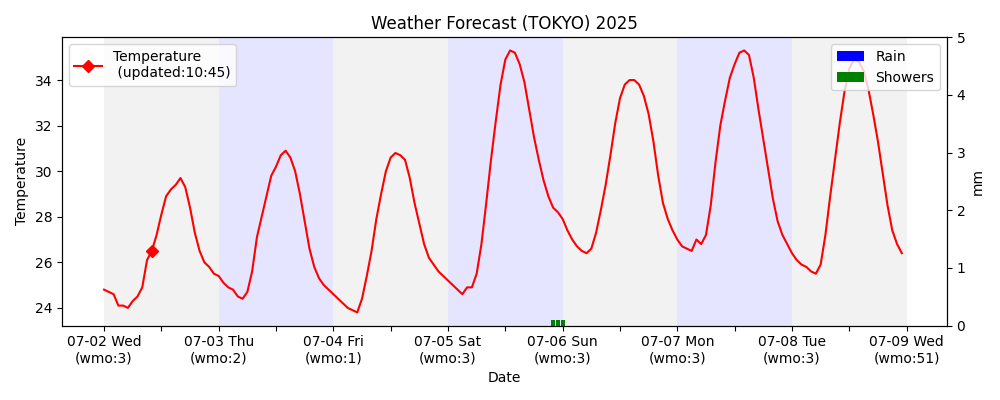 Weather Forecast (TOKYO) 2025
Temperature
(updated:10:45)
Rain
Showers
Temperature
34
32
30
28
26
24
5
4
3
2
1
0
mm
07-02 Wed
(wmo:3)
07-03 Thu
(wmo:2)
07-04 Fri
(wmo:1)
07-05 Sat
(wmo:3)
07-06 Sun
(wmo:3)
07-07 Mon
(wmo:3)
07-08 Tue
(wmo:3)
07-09 Wed
(wmo:51)
Date